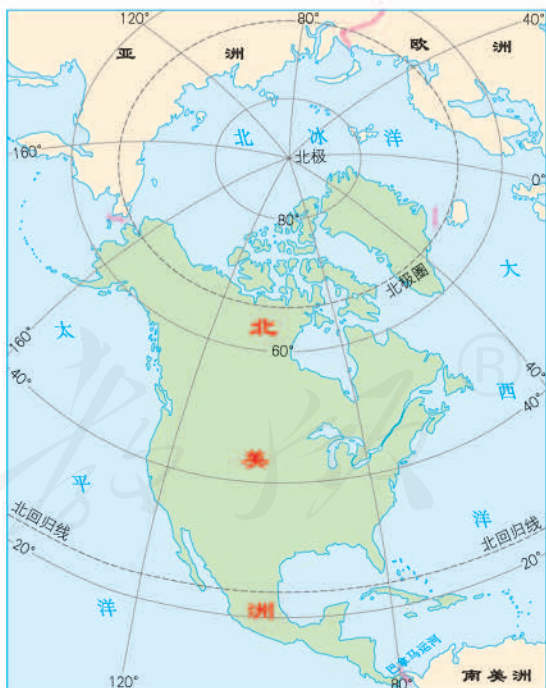 120°
80°
40°
亚 洲
欧 洲
160°
北 冰 洋
北极
0°
80°
大
北极圈
太
北
60°
160°
40°
40°
40°
西
®
美
平
洋
北回归线
北回归线
20°
20°
洋
洲
巴拿马运河
南美洲
120°
80°